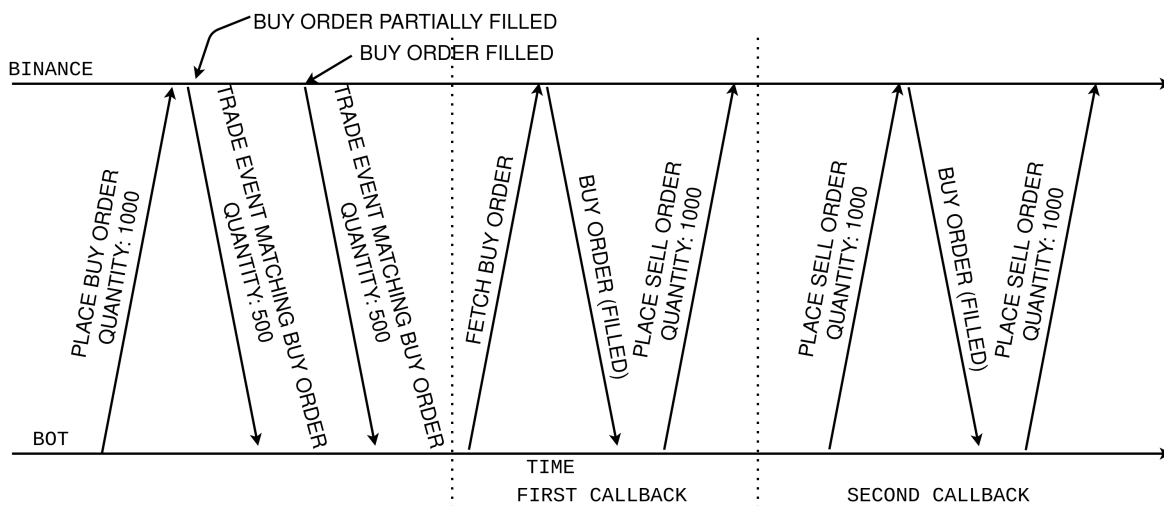 BUY ORDER PARTIALLY FILLED
BUY ORDER FILLED
BINANCE
PLACE BUY ORDER
QUANTITY: 1000
TRADE EVENT MATCHING BUY ORDER
QUANTITY: 500
TRADE EVENT MATCHING BUY ORDER
QUANTITY: 500
FETCH BUY ORDER
BUY ORDER (FILLED)
PLACE SELL ORDER
QUANTITY: 1000
PLACE SELL ORDER
QUANTITY: 1000
BUY ORDER (FILLED)
PLACE SELL ORDER
QUANTITY: 1000
BOT
TIME
FIRST CALLBACK
SECOND CALLBACK